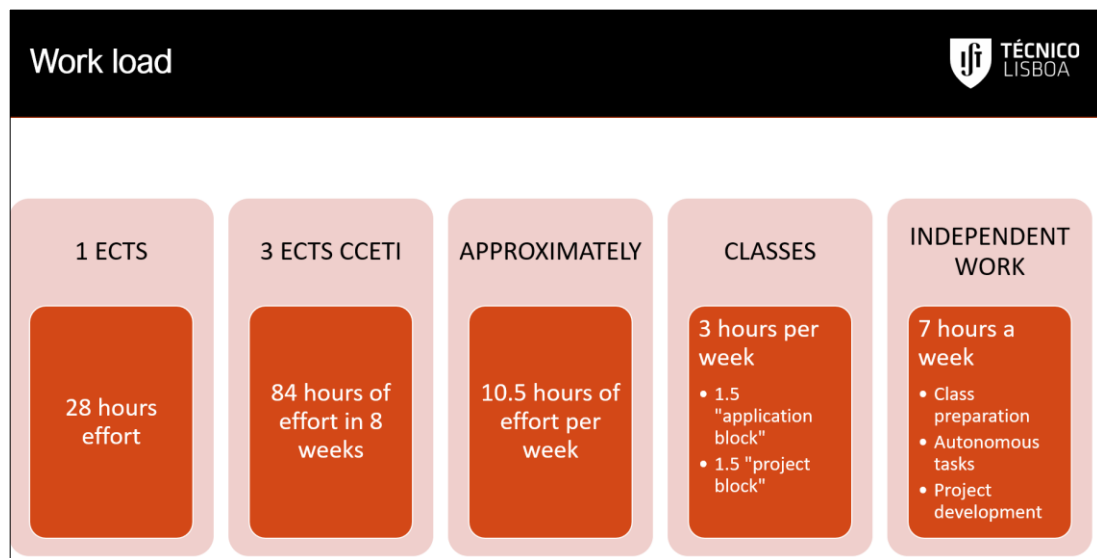 Work load
TÉCNICO
LISBOA
1 ECTS
28 hours
effort
3 ECTS CCETI
84 hours of
effort in 8
weeks
APPROXIMATELY
10.5 hours of
effort per
week
CLASSES
3 hours per
week
• 1.5
"application
block"
• 1.5 "project
block"
INDEPENDENT
WORK
7 hours a
week
• Class
preparation
• Autonomous
tasks
• Project
development